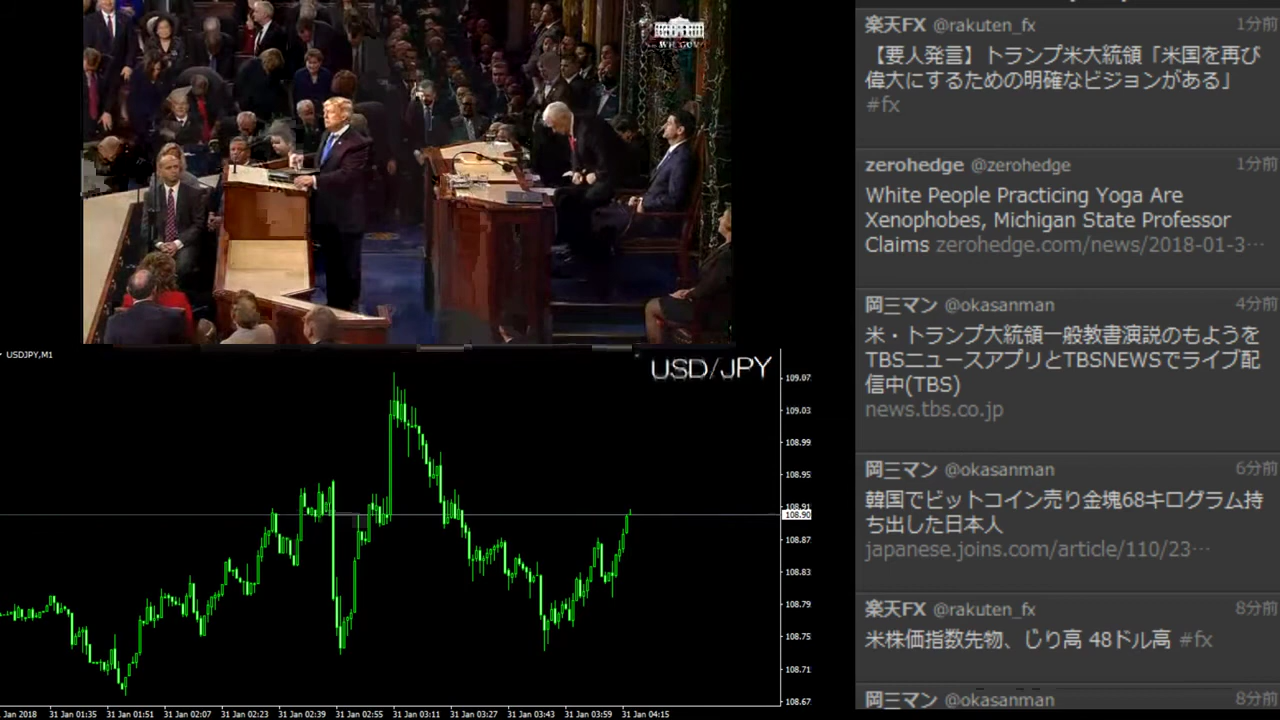 WH.GOV
USDJPY,M1
USD/JPY
109.07
109.03
108.99
108.95
108.91
108.90
108.87
108.83
108.79
108.75
108.71
108.67
Jan 2018
31 Jan 01:35
31 Jan 01:51
31 Jan 02:07
31 Jan 02:23
31 Jan 02:39
31 Jan 02:55
31 Jan 03:11
31 Jan 03:27
31 Jan 03:43
31 Jan 03:59
31 Jan 04:15
楽天FX @rakuten_fx 1分前
【要人発言】トランプ米大統領「米国を再び
偉大にするための明確なビジョンがある」
#fx
zerohedge @zerohedge 1分前
White People Practicing Yoga Are
Xenophobes, Michigan State Professor
Claims zerohedge.com/news/2018-01-3…
岡三マン @okasanman 4分前
米・トランプ大統領一般教書演説のもようを
TBSニュースアプリとTBSNEWSでライブ配
信中(TBS)
news.tbs.co.jp
岡三マン @okasanman 6分前
韓国でビットコイン売り金塊68キログラム持
ち出した日本人
japanese.joins.com/article/110/23…
楽天FX @rakuten_fx 8分前
米株価指数先物、じり高 48ドル高 #fx
岡三マン @okasanman 8分前